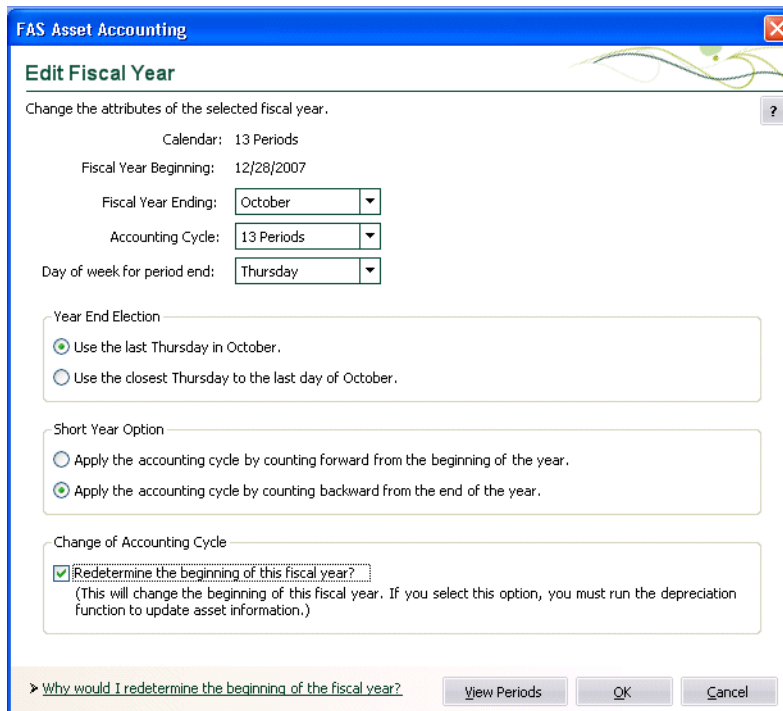 FAS Asset Accounting
Edit Fiscal Year
Change the attributes of the selected fiscal year.
?
Calendar: 13 Periods
Fiscal Year Beginning: 12/28/2007
Fiscal Year Ending: October
Accounting Cycle: 13 Periods
Day of week for period end: Thursday
Year End Election
Use the last Thursday in October.
Use the closest Thursday to the last day of October.
Short Year Option
Apply the accounting cycle by counting forward from the beginning of the year.
Apply the accounting cycle by counting backward from the end of the year.
Change of Accounting Cycle
Redetermine the beginning of this fiscal year?
(This will change the beginning of this fiscal year. If you select this option, you must run the depreciation
function to update asset information.)
Why would I redetermine the beginning of the fiscal year? View Periods OK Cancel